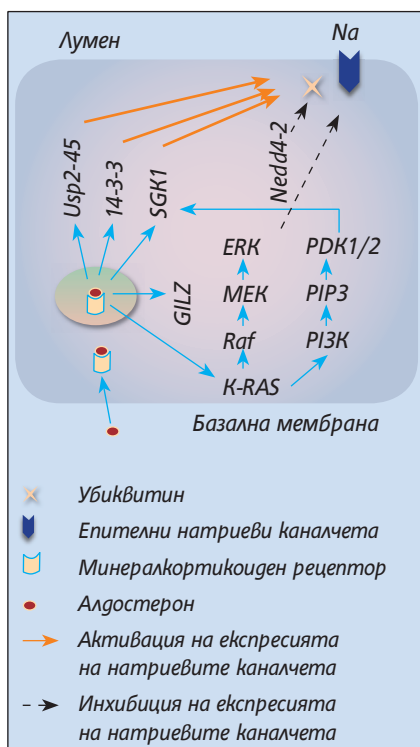 Лумен
Na
Usp2-45
14-3-3
SGK1
Nedd4-2
ERK
PDK1/2
GILZ
MEK
PIP3
Raf
PI3K
K-RAS
Базална мембрана
Убиквитин
Епителни натриеви каналчета
Минералкортикоиден рецептор
Алдостерон
Активация на експресията
на натриевите каналчета
Инхибиция на експресията
на натриевите каналчета